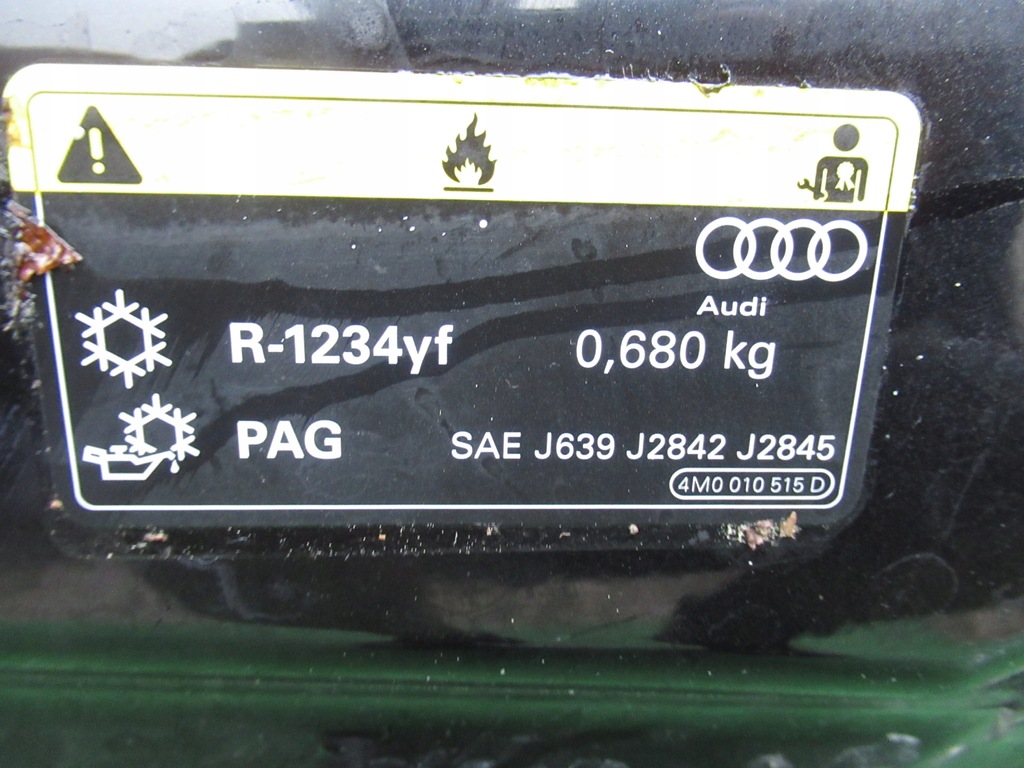 Audi
R-1234yf 0,680 kg
PAG SAE J639 J2842 J2845
4M0 010 515 D